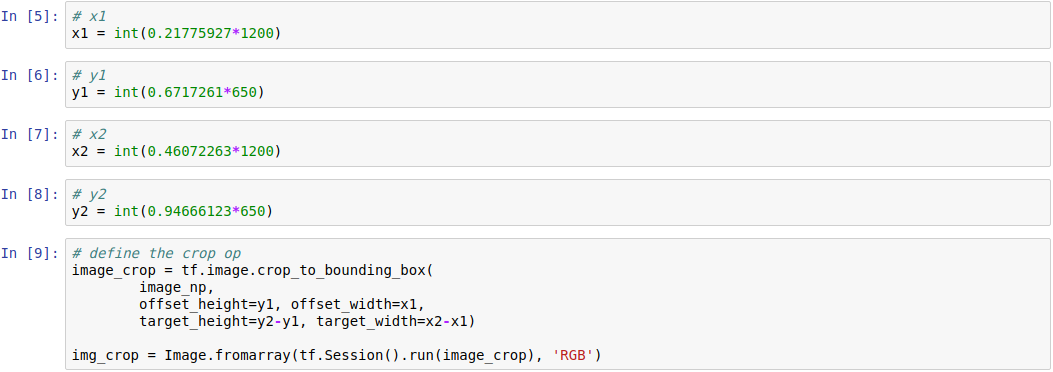 In [5]: # x1
x1 = int(0.21775927*1200)
In [6]: # y1
y1 = int(0.6717261*650)
In [7]: # x2
x2 = int(0.46072263*1200)
In [8]: # y2
y2 = int(0.94666123*650)
In [9]: # define the crop op
image_crop = tf.image.crop_to_bounding_box(
        image_np,
        offset_height=y1, offset_width=x1,
        target_height=y2-y1, target_width=x2-x1)
img_crop = Image.fromarray(tf.Session().run(image_crop), 'RGB')